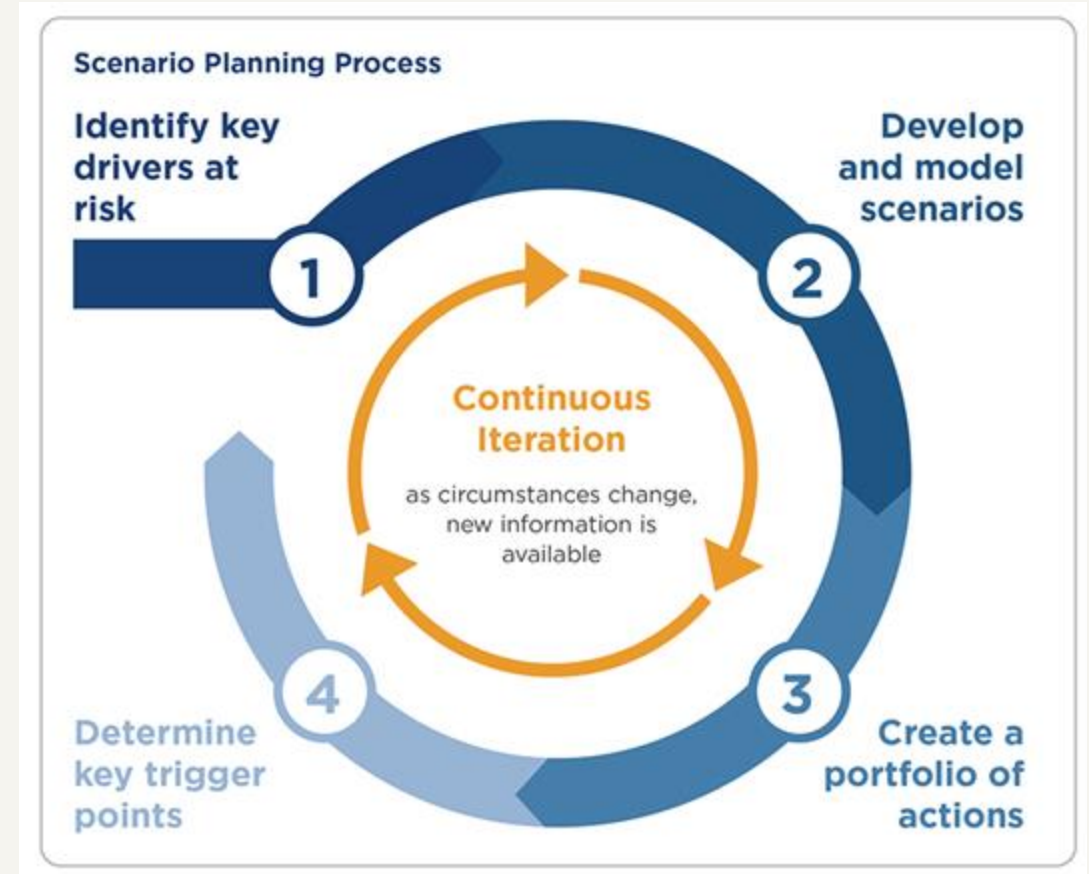 Scenario Planning Process
Identify key
drivers at
risk
1
Develop
and model
scenarios
2
Continuous
Iteration
as circumstances change,
new information is
available
3
Create a
portfolio of
actions
4
Determine
key trigger
points